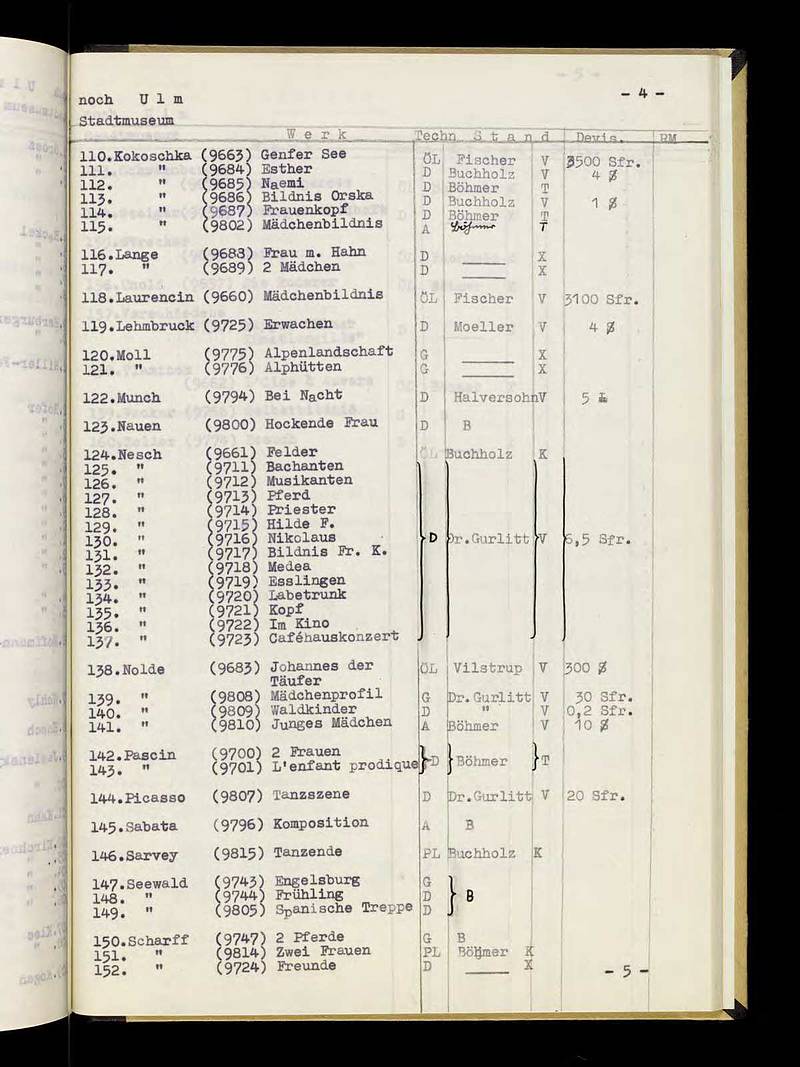 noch U l m
- 4 -
Stadtmuseum
W e r k Techn. S t a n d Devis. RM
110.Kokoschka (9663) Genfer See ÖL Fischer V 3500 Sfr.
111. " (9684) Esther D Buchholz V 4 $
112. " (9685) Naemi D Böhmer T
113. " (9686) Bildnis Orska D Buchholz V 1 $
114. " (9687) Frauenkopf D Böhmer T
115. " (9802) Mädchenbildnis A Böhmer T
116.Lange (9688) Frau m. Hahn D ____ X
117. " (9689) 2 Mädchen D ____ X
118.Laurencin (9660) Mädchenbildnis ÖL Fischer V 3100 Sfr.
119.Lehmbruck (9725) Erwachen D Moeller V 4 $
120.Moll (9775) Alpenlandschaft G ____ X
121. " (9776) Alphütten G ____ X
122.Munch (9794) Bei Nacht D HalversohnV 5 £
123.Nauen (9800) Hockende Frau D B
124.Nesch (9661) Felder ÖL Buchholz K
125. " (9711) Bachanten
126. " (9712) Musikanten
127. " (9713) Pferd
128. " (9714) Priester
129. " (9715) Hilde F.
130. " (9716) Nikolaus D Dr.Gurlitt V 6,5 Sfr.
131. " (9717) Bildnis Fr. K.
132. " (9718) Medea
133. " (9719) Esslingen
134. " (9720) Labetrunk
135. " (9721) Kopf
136. " (9722) Im Kino
137. " (9723) Caféhauskonzert
138.Nolde (9683) Johannes der ÖL Vilstrup V 300 $
Täufer
139. " (9808) Mädchenprofil G Dr.Gurlitt V 30 Sfr.
140. " (9809) Waldkinder D " V 0,2 Sfr.
141. " (9810) Junges Mädchen A Böhmer V 10 $
142.Pascin (9700) 2 Frauen
143. " (9701) L'enfant prodique D Böhmer T
144.Picasso (9807) Tanzszene D Dr.Gurlitt V 20 Sfr.
145.Sabata (9796) Komposition A B
146.Sarvey (9815) Tanzende PL Buchholz K
147.Seewald (9743) Engelsburg G
148. " (9744) Frühling D B
149. " (9805) Spanische Treppe D
150.Scharff (9747) 2 Pferde G B
151. " (9814) Zwei Frauen PL Böhmer K
152. " (9724) Freunde D ____ X
- 5 -